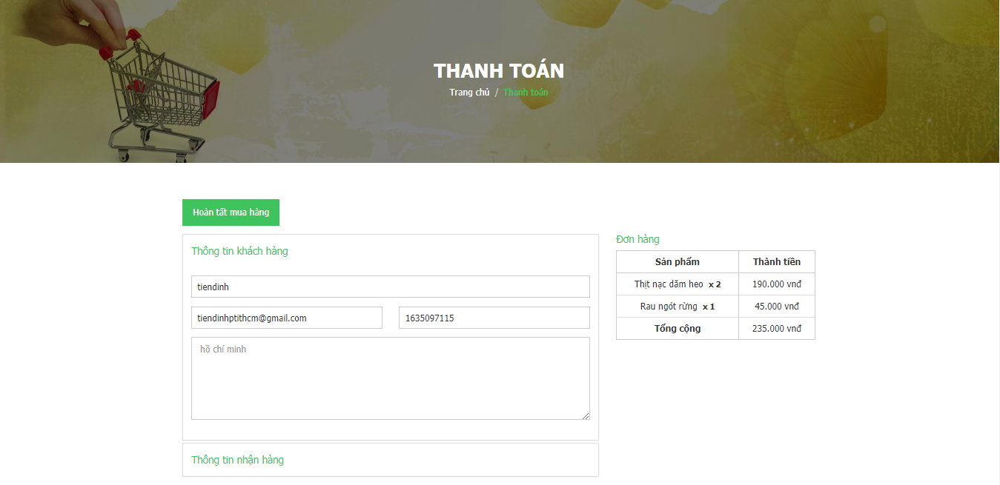 THANH TOÁN
Trang chủ / Thanh toán
Hoàn tất mua hàng
Thông tin khách hàng
tiendinh
tiendinhptithcm@gmail.com
1635097115
hồ chí minh
Thông tin nhận hàng
Đơn hàng
Sản phẩm Thành tiền
Thịt nạc dăm heo x 2 190.000 vnđ
Rau ngót rừng x 1 45.000 vnđ
Tổng cộng 235.000 vnđ